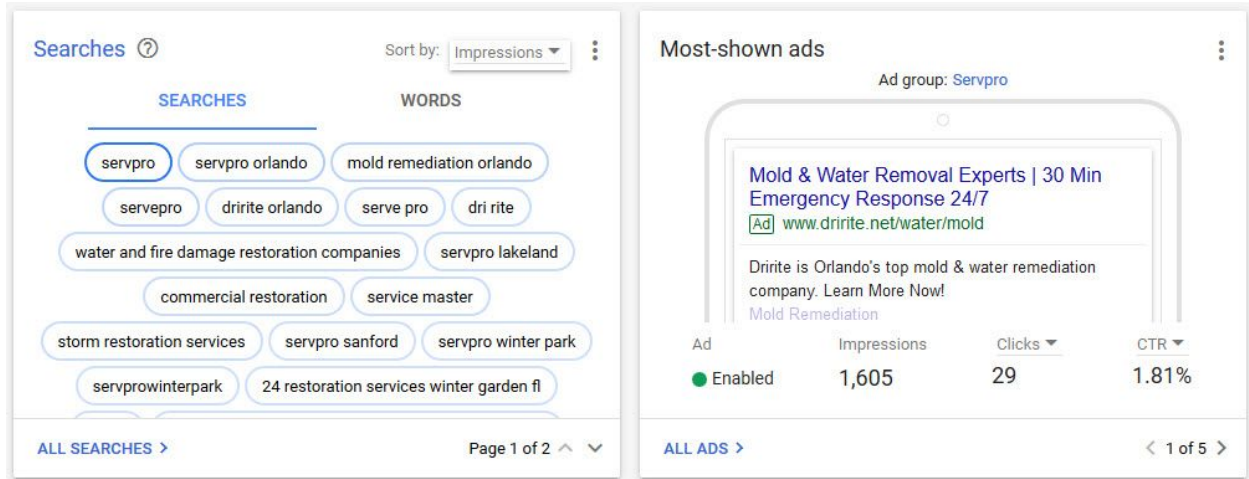 Searches
Sort by: Impressions
SEARCHES WORDS
servpro servpro orlando mold remediation orlando
servepro dririte orlando serve pro dri rite
water and fire damage restoration companies servpro lakeland
commercial restoration service master
storm restoration services servpro sanford servpro winter park
servprowinterpark 24 restoration services winter garden fl
ALL SEARCHES > Page 1 of 2
Most-shown ads
Ad group: Servpro
Mold & Water Removal Experts | 30 Min
Emergency Response 24/7
Ad www.dririte.net/water/mold
Dririte is Orlando's top mold & water remediation
company. Learn More Now!
Mold Remediation
Ad Impressions Clicks CTR
Enabled 1,605 29 1.81%
ALL ADS > < 1 of 5 >